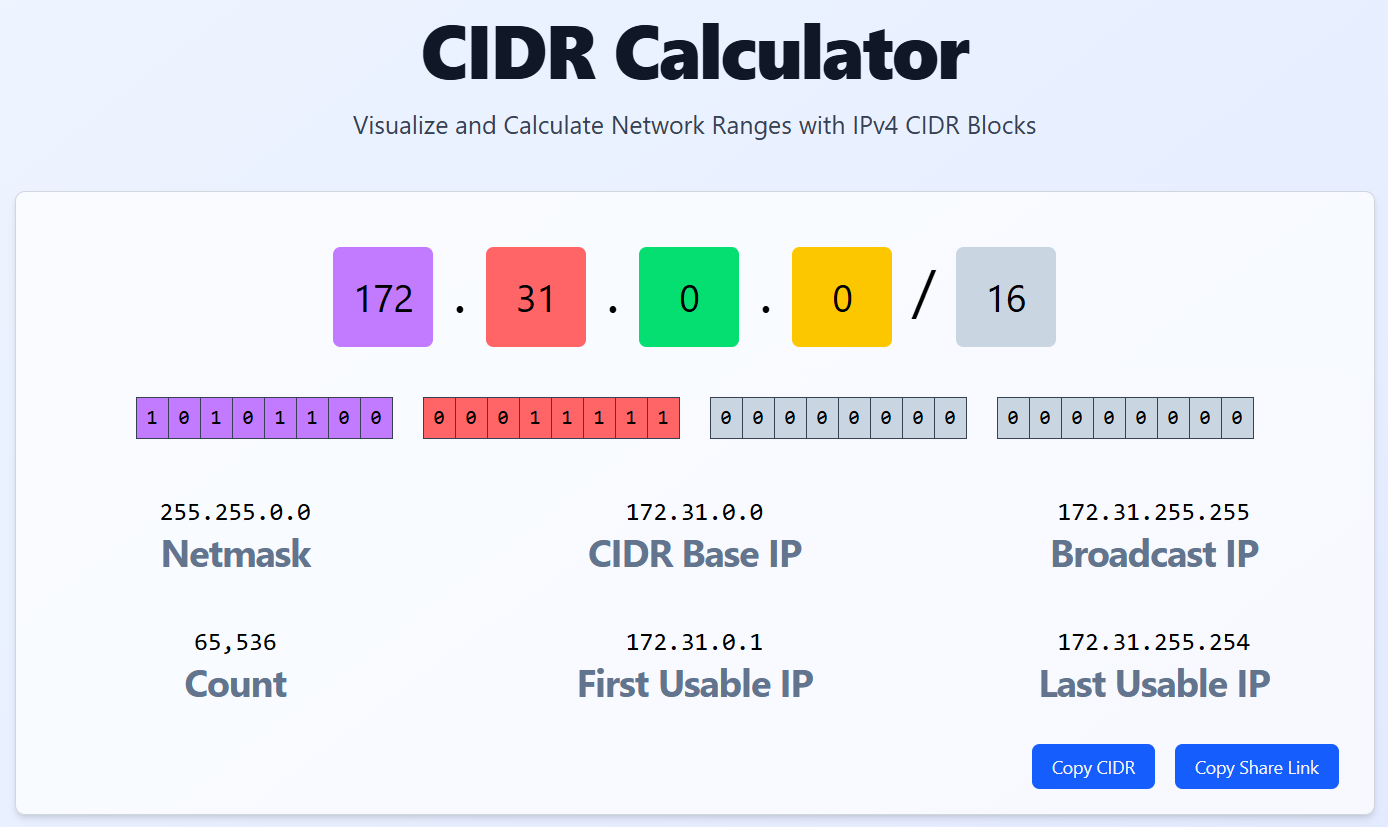 CIDR Calculator
Visualize and Calculate Network Ranges with IPv4 CIDR Blocks
172 . 31 . 0 . 0 / 16
1 0 1 0 1 1 0 0 0 0 0 1 1 1 1 1 0 0 0 0 0 0 0 0 0 0 0 0 0 0 0 0
255.255.0.0 172.31.0.0 172.31.255.255
Netmask CIDR Base IP Broadcast IP
65,536 172.31.0.1 172.31.255.254
Count First Usable IP Last Usable IP
Copy CIDR Copy Share Link